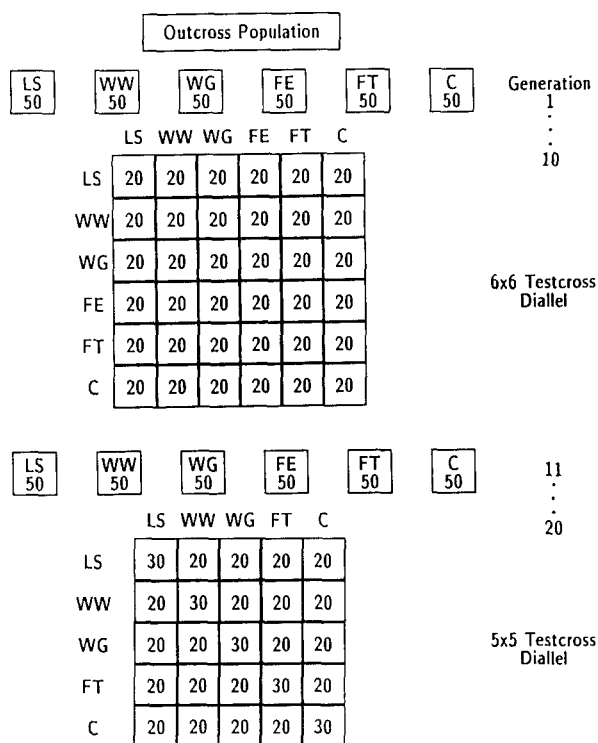 Outcross Population
LS WW WG FE FT C Generation
50 50 50 50 50 50 1
.
.
.
10
LS WW WG FE FT C
LS 20 20 20 20 20 20
WW 20 20 20 20 20 20
WG 20 20 20 20 20 20
FE 20 20 20 20 20 20
FT 20 20 20 20 20 20
C 20 20 20 20 20 20
6x6 Testcross
Diallel
LS WW WG FE FT C 11
50 50 50 50 50 50
.
.
.
20
LS WW WG FT C
LS 30 20 20 20 20
WW 20 30 20 20 20
WG 20 20 30 20 20
FT 20 20 20 30 20
C 20 20 20 20 30
5x5 Testcross
Diallel